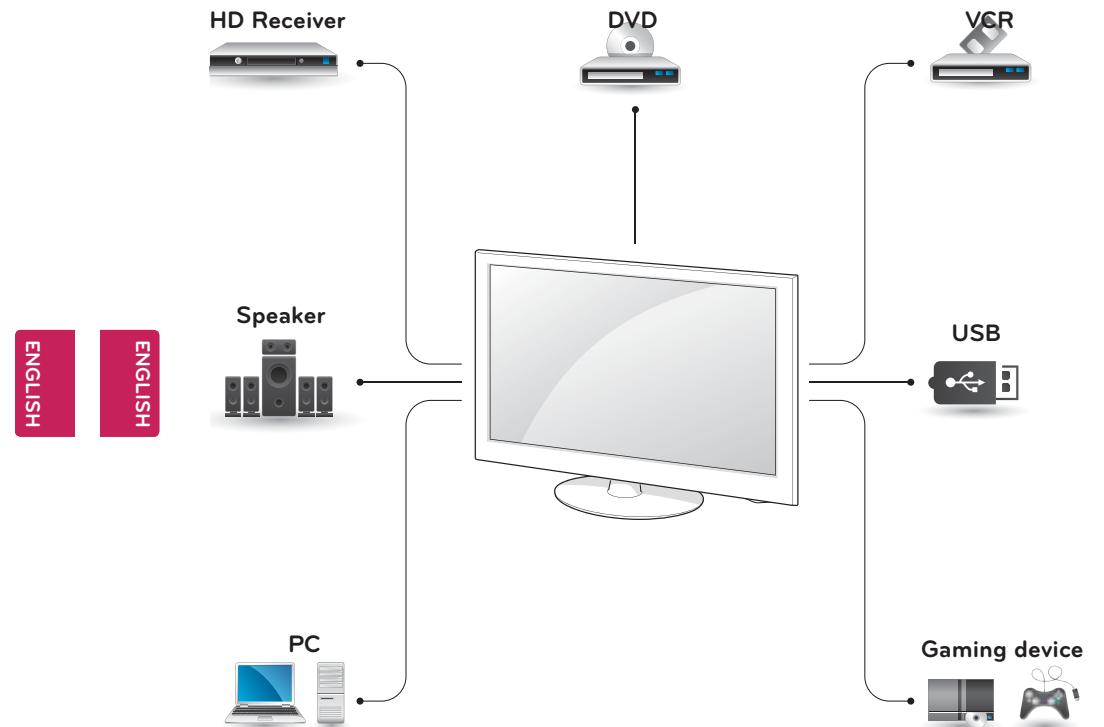 HD Receiver
DVD
VCR
Speaker
USB
ENGLISH
ENGLISH
PC
Gaming device